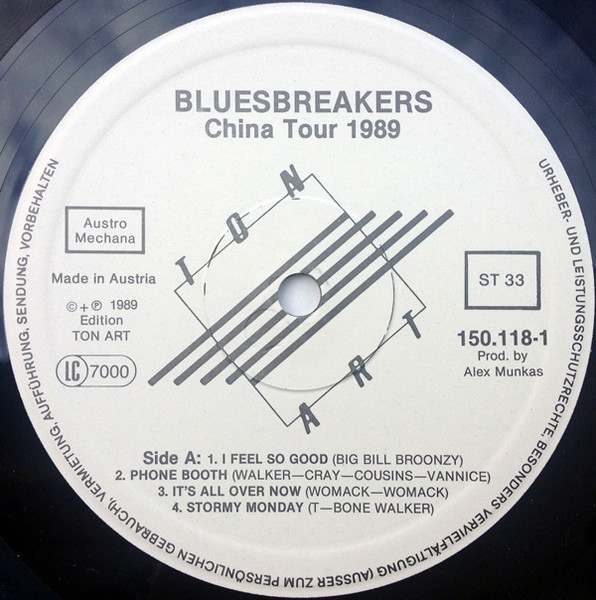 BLUESBREAKERS
China Tour 1989
TON
ART
Austro
Mechana
Made in Austria
©+℗ 1989
Edition
TON ART
LC 7000
ST 33
150.118-1
Prod. by
Alex Munkas
Side A: 1. I FEEL SO GOOD (BIG BILL BROONZY)
2. PHONE BOOTH (WALKER—CRAY—COUSINS—VANNICE)
3. IT'S ALL OVER NOW (WOMACK—WOMACK)
4. STORMY MONDAY (T—BONE WALKER)
URHEBER- UND LEISTUNGSSCHUTZRECHTE, BESONDERS VERVIELFÄLTIGUNG (AUSSER ZUM PERSÖNLICHEN GEBRAUCH), VERMIETUNG, AUFFÜHRUNG, SENDUNG, VORBEHALTEN